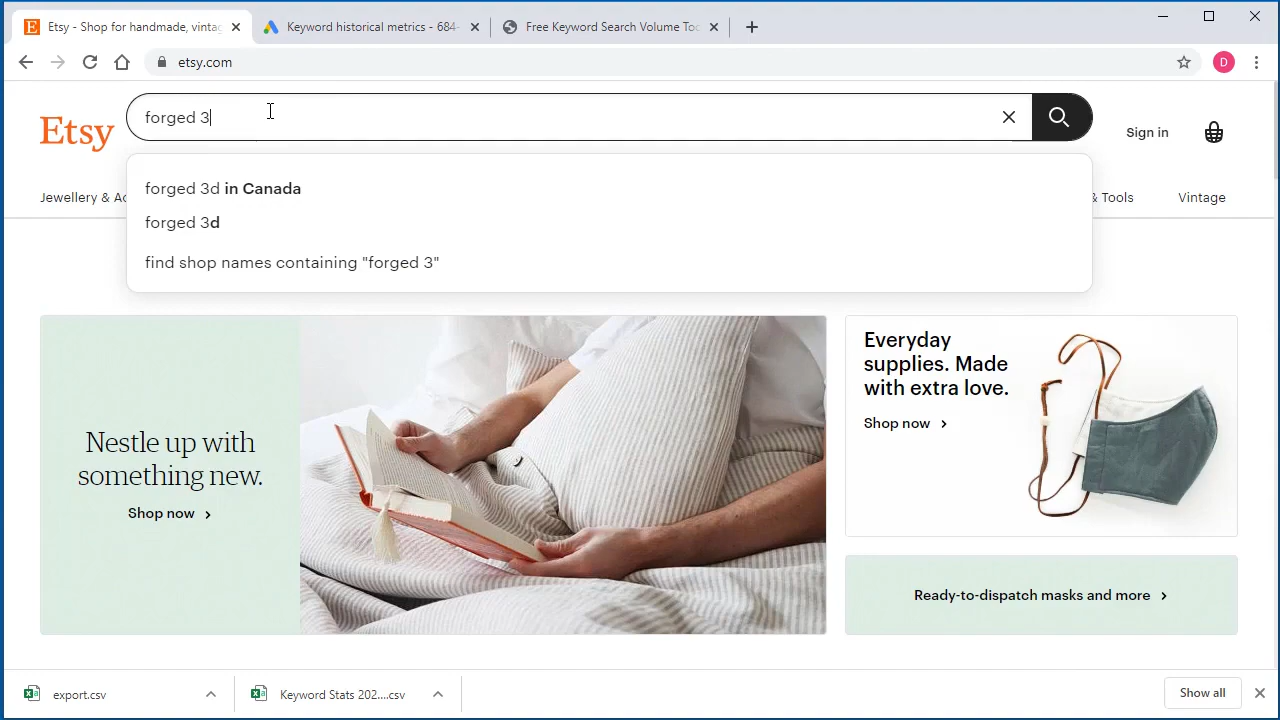 Etsy - Shop for handmade, vintag
Keyword historical metrics - 684-
Free Keyword Search Volume Too
etsy.com
D
Etsy
forged 3
Sign in
forged 3d in Canada
forged 3d
find shop names containing "forged 3"
Jewellery & Ac
& Tools
Vintage
Nestle up with
something new.
Shop now
Everyday
supplies. Made
with extra love.
Shop now
Ready-to-dispatch masks and more
export.csv
Keyword Stats 202....csv
Show all